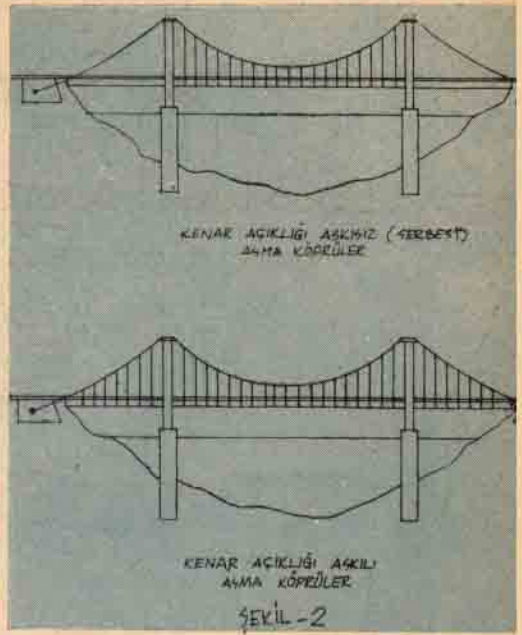 KENAR AÇIKLIĞI ASKISIZ (SERBEST)
ASMA KÖPRÜLER
KENAR AÇIKLIĞI ASKILI
ASMA KÖPRÜLER
ŞEKİL-2